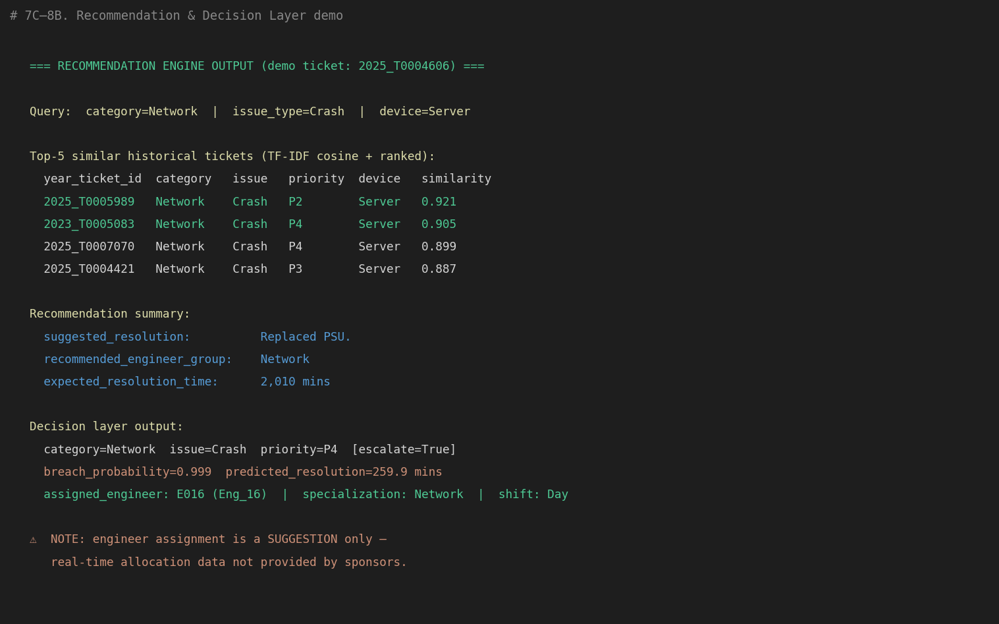 # 7C–8B. Recommendation & Decision Layer demo
=== RECOMMENDATION ENGINE OUTPUT (demo ticket: 2025_T0004606) ===
Query:  category=Network  |  issue_type=Crash  |  device=Server
Top-5 similar historical tickets (TF-IDF cosine + ranked):
year_ticket_id  category   issue   priority  device   similarity
2025_T0005989   Network    Crash   P2        Server   0.921
2023_T0005083   Network    Crash   P4        Server   0.905
2025_T0007070   Network    Crash   P4        Server   0.899
2025_T0004421   Network    Crash   P3        Server   0.887
Recommendation summary:
suggested_resolution:          Replaced PSU.
recommended_engineer_group:    Network
expected_resolution_time:      2,010 mins
Decision layer output:
category=Network  issue=Crash  priority=P4  [escalate=True]
breach_probability=0.999  predicted_resolution=259.9 mins
assigned_engineer: E016 (Eng_16)  |  specialization: Network  |  shift: Day
⚠  NOTE: engineer assignment is a SUGGESTION only —
real-time allocation data not provided by sponsors.